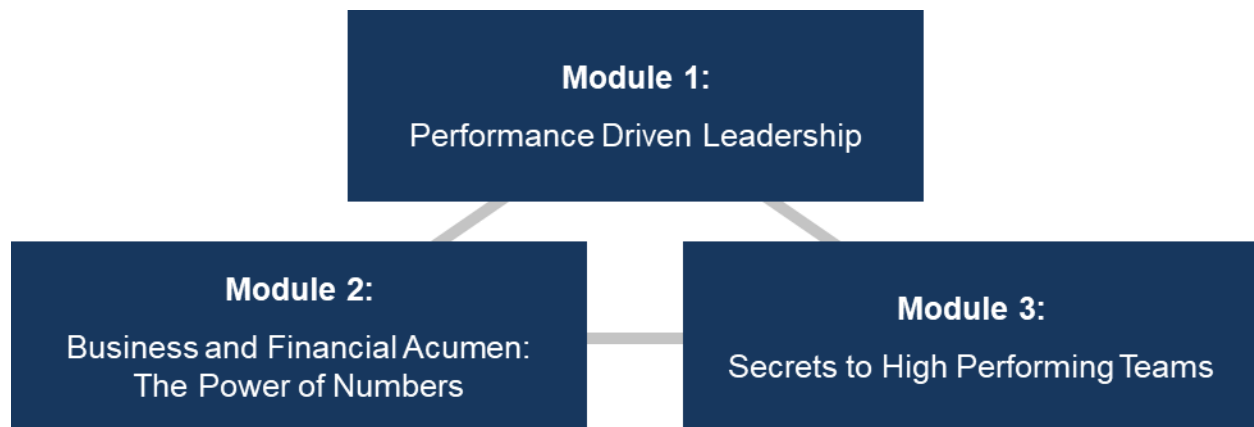 Module 1:
Performance Driven Leadership
Module 2:
Business and Financial Acumen:
The Power of Numbers
Module 3:
Secrets to High Performing Teams